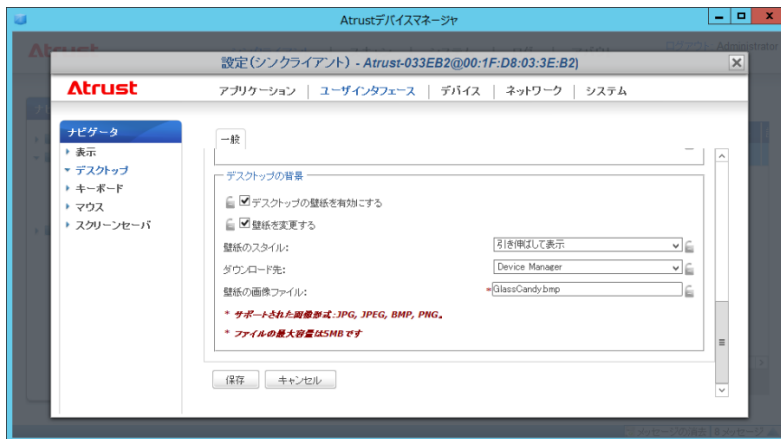 Atrustデバイスマネージャ
設定(シンクライアント) - Atrust-033EB2@00:1F:D8:03:3E:B2)
Atrust
アプリケーション | ユーザインタフェース | デバイス | ネットワーク | システム
ナビゲータ
表示
デスクトップ
キーボード
マウス
スクリーンセーバ
一般
デスクトップの背景
デスクトップの壁紙を有効にする
壁紙を変更する
壁紙のスタイル: 引き伸ばして表示
ダウンロード先: Device Manager
壁紙の画像ファイル: *GlassCandy.bmp
* サポートされた画像形式:JPG, JPEG, BMP, PNG。
* ファイルの最大容量は5MBです
保存 キャンセル